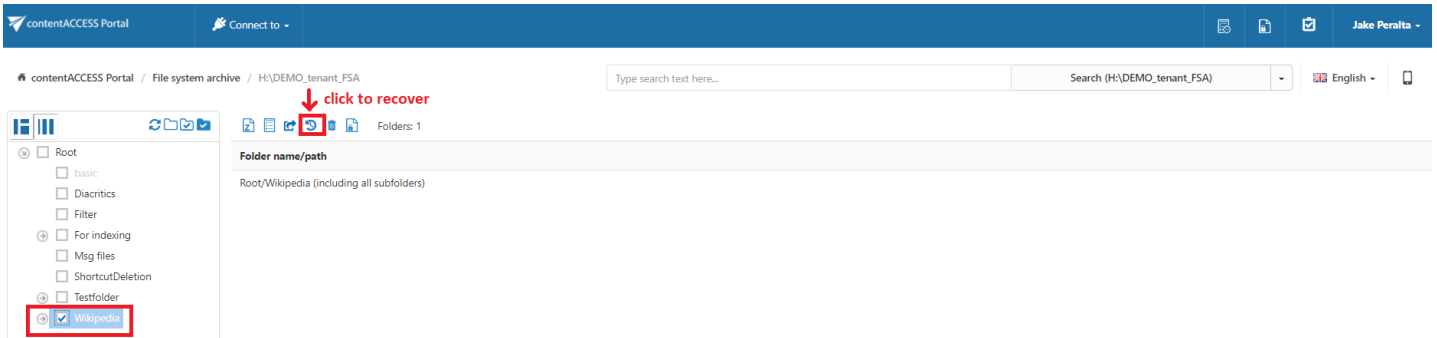 contentACCESS Portal
Connect to
Jake Peralta
contentACCESS Portal / File system archive / H:\DEMO_tenant_FSA
Type search text here...
Search (H:\DEMO_tenant_FSA)
English
click to recover
Folders: 1
Root
Folder name/path
basic
Root/Wikipedia (including all subfolders)
Diacritics
Filter
For indexing
Msg files
ShortcutDeletion
Testfolder
Wikipedia